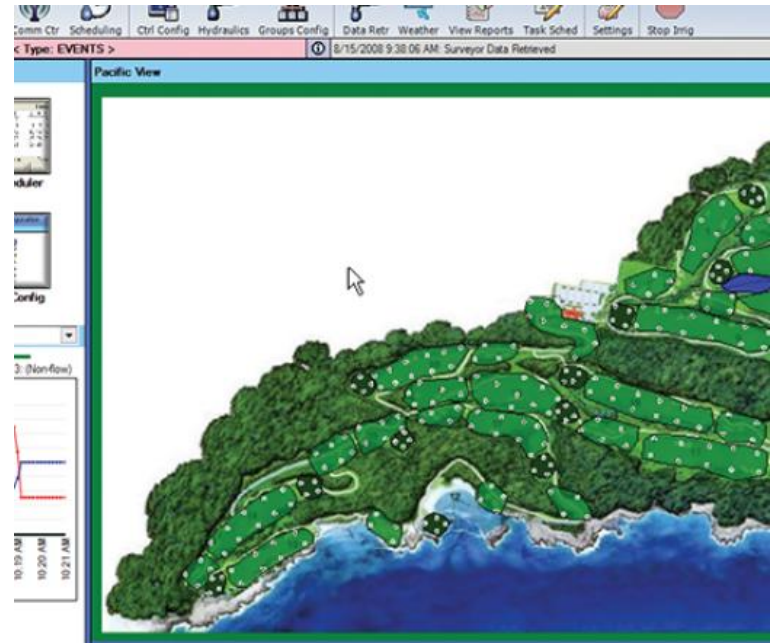 Comm Ctr Scheduling Ctrl Config Hydraulics Groups Config Data Retr Weather View Reports Task Sched Settings Stop Irrig
< Type: EVENTS > 8/15/2008 9:38:06 AM: Surveyor Data Retrieved
Pacific View
eduler
Config
3: (Non-flow)
10:19 AM
10:20 AM
10:21 AM
12